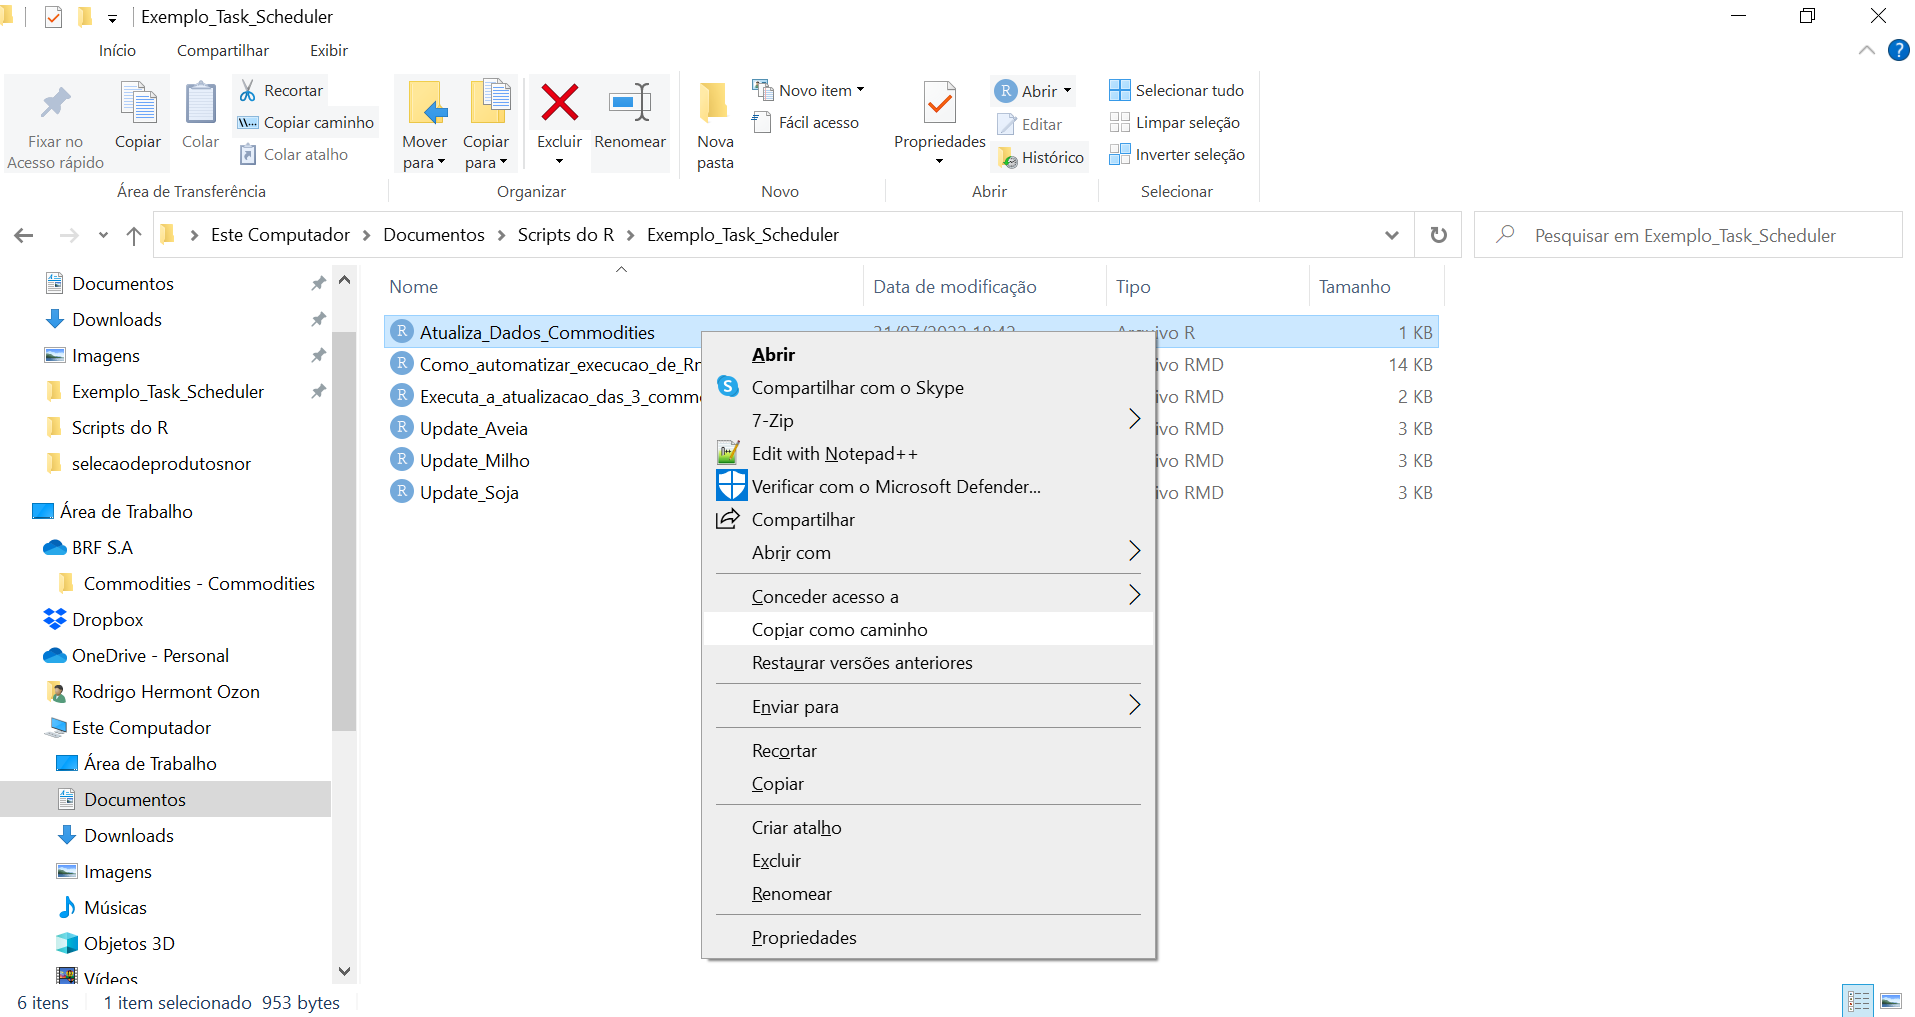 Exemplo_Task_Scheduler
Início Compartilhar Exibir
Fixar no
Acesso rápido
Copiar
Colar
Recortar
Copiar caminho
Colar atalho
Área de Transferência
Mover
para
Copiar
para
Excluir
Renomear
Organizar
Nova
pasta
Novo item
Fácil acesso
Novo
Propriedades
R Abrir
Editar
Histórico
Abrir
Selecionar tudo
Limpar seleção
Inverter seleção
Selecionar
?
Este Computador Documentos Scripts do R Exemplo_Task_Scheduler
Pesquisar em Exemplo_Task_Scheduler
Documentos
Downloads
Imagens
Exemplo_Task_Scheduler
Scripts do R
selecaodeprodutosnor
Área de Trabalho
BRF S.A
Commodities - Commodities
Dropbox
OneDrive - Personal
Rodrigo Hermont Ozon
Este Computador
Área de Trabalho
Documentos
Downloads
Imagens
Músicas
Objetos 3D
Vídeos
Nome Data de modificação Tipo Tamanho
R Atualiza_Dados_Commodities Arquivo R 1 KB
R Como_automatizar_execucao_de_Rr ivo RMD 14 KB
R Executa_a_atualizacao_das_3_comm ivo RMD 2 KB
R Update_Aveia ivo RMD 3 KB
R Update_Milho ivo RMD 3 KB
R Update_Soja ivo RMD 3 KB
Abrir
S Compartilhar com o Skype
7-Zip
Edit with Notepad++
Verificar com o Microsoft Defender...
Compartilhar
Abrir com
Conceder acesso a
Copiar como caminho
Restaurar versões anteriores
Enviar para
Recortar
Copiar
Criar atalho
Excluir
Renomear
Propriedades
6 itens 1 item selecionado 953 bytes